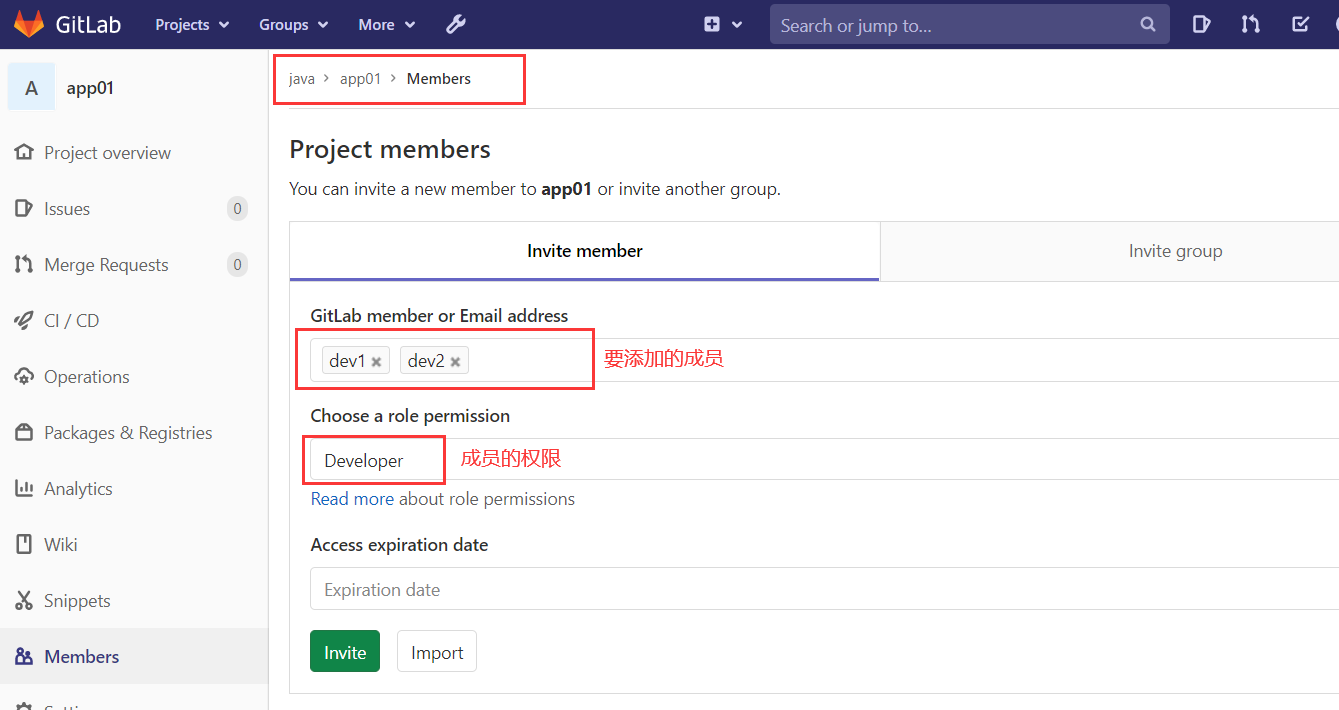 GitLab Projects Groups More Search or jump to...
A app01
Project overview
Issues 0
Merge Requests 0
CI / CD
Operations
Packages & Registries
Analytics
Wiki
Snippets
Members
java > app01 > Members
Project members
You can invite a new member to app01 or invite another group.
Invite member Invite group
GitLab member or Email address
dev1 dev2 要添加的成员
Choose a role permission
Developer 成员的权限
Read more about role permissions
Access expiration date
Expiration date
Invite Import